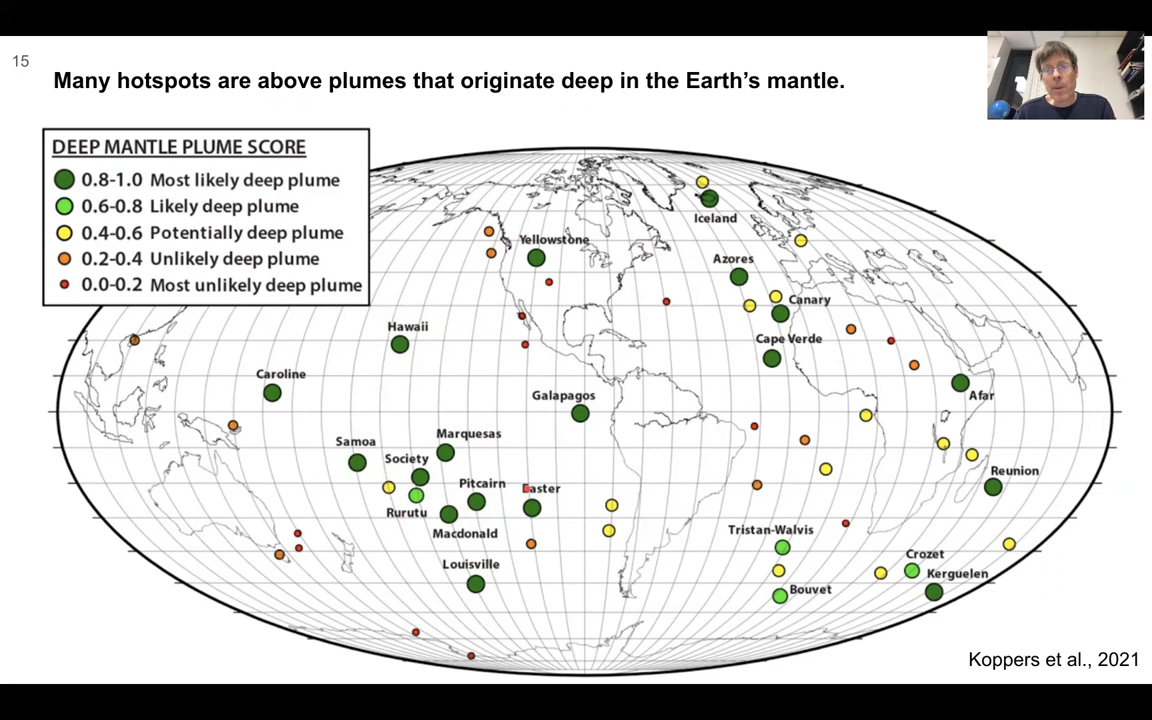 15
Many hotspots are above plumes that originate deep in the Earth's mantle.
DEEP MANTLE PLUME SCORE
0.8-1.0 Most likely deep plume
0.6-0.8 Likely deep plume
0.4-0.6 Potentially deep plume
0.2-0.4 Unlikely deep plume
0.0-0.2 Most unlikely deep plume
Iceland
Yellowstone
Azores
Canary
Hawaii
Cape Verde
Caroline
Galapagos
Afar
Samoa
Marquesas
Society
Pitcairn
Easter
Reunion
Rurutu
Macdonald
Tristan-Walvis
Louisville
Crozet
Kerguelen
Bouvet
Koppers et al., 2021